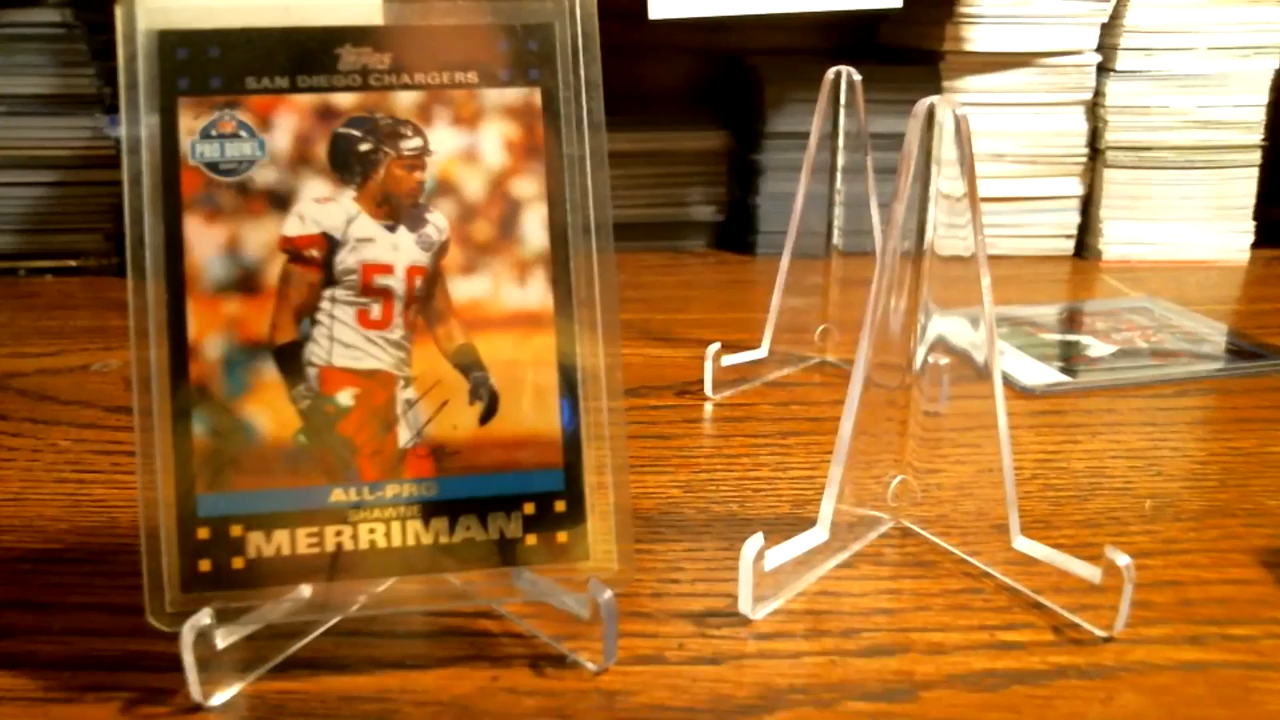 Topps
SAN DIEGO CHARGERS
PRO BOWL
56
ALL-PRO
SHAWNE
MERRIMAN